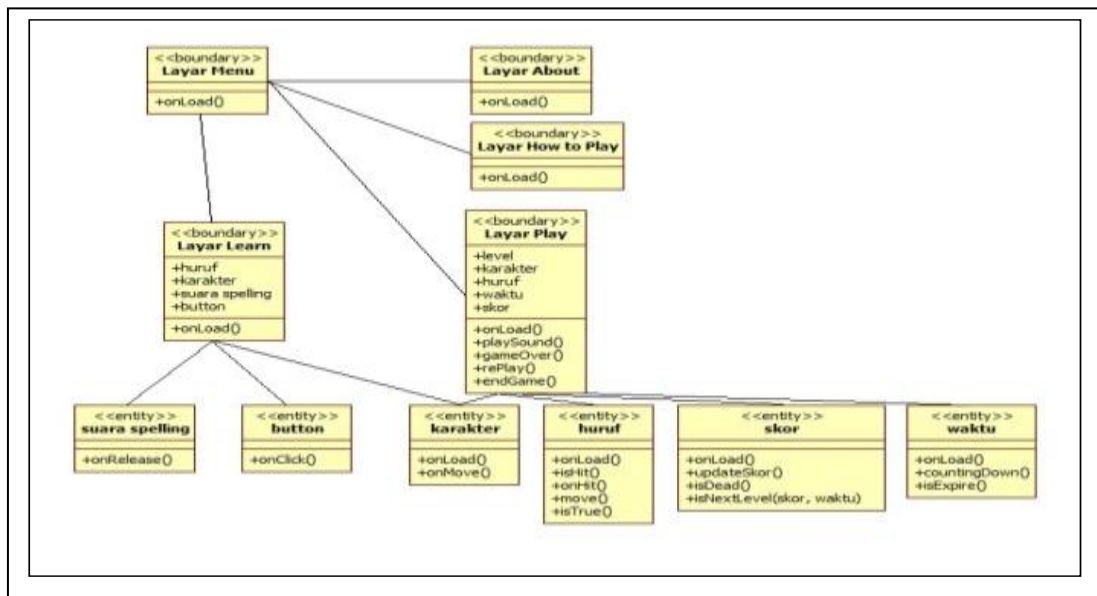 <<boundary>>
Layar Menu
+onLoad()
<<boundary>>
Layar About
+onLoad()
<<boundary>>
Layar How to Play
+onLoad()
<<boundary>>
Layar Learn
+huruf
+karakter
+suara spelling
+button
+onLoad()
<<boundary>>
Layar Play
+level
+karakter
+huruf
+waktu
+skor
+onLoad()
+playSound()
+gameOver()
+rePlay()
+endGame()
<<entity>>
suara spelling
+onRelease()
<<entity>>
button
+onClick()
<<entity>>
karakter
+onLoad()
+onMove()
<<entity>>
huruf
+onLoad()
+isHit()
+onHit()
+move()
+isTrue()
<<entity>>
skor
+onLoad()
+updateSkor()
+isDead()
+isNextLevel(skor, waktu)
<<entity>>
waktu
+onLoad()
+countingDown()
+isExpire()